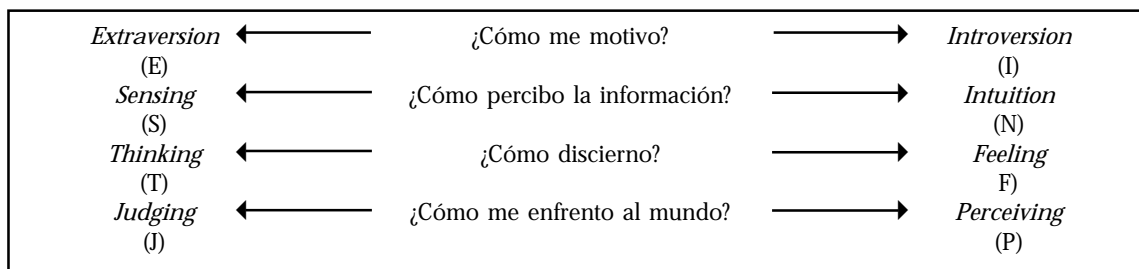 Extraversion ¿Cómo me motivo? Introversion
(E) (I)
Sensing ¿Cómo percibo la información? Intuition
(S) (N)
Thinking ¿Cómo discierno? Feeling
(T) F)
Judging ¿Cómo me enfrento al mundo? Perceiving
(J) (P)